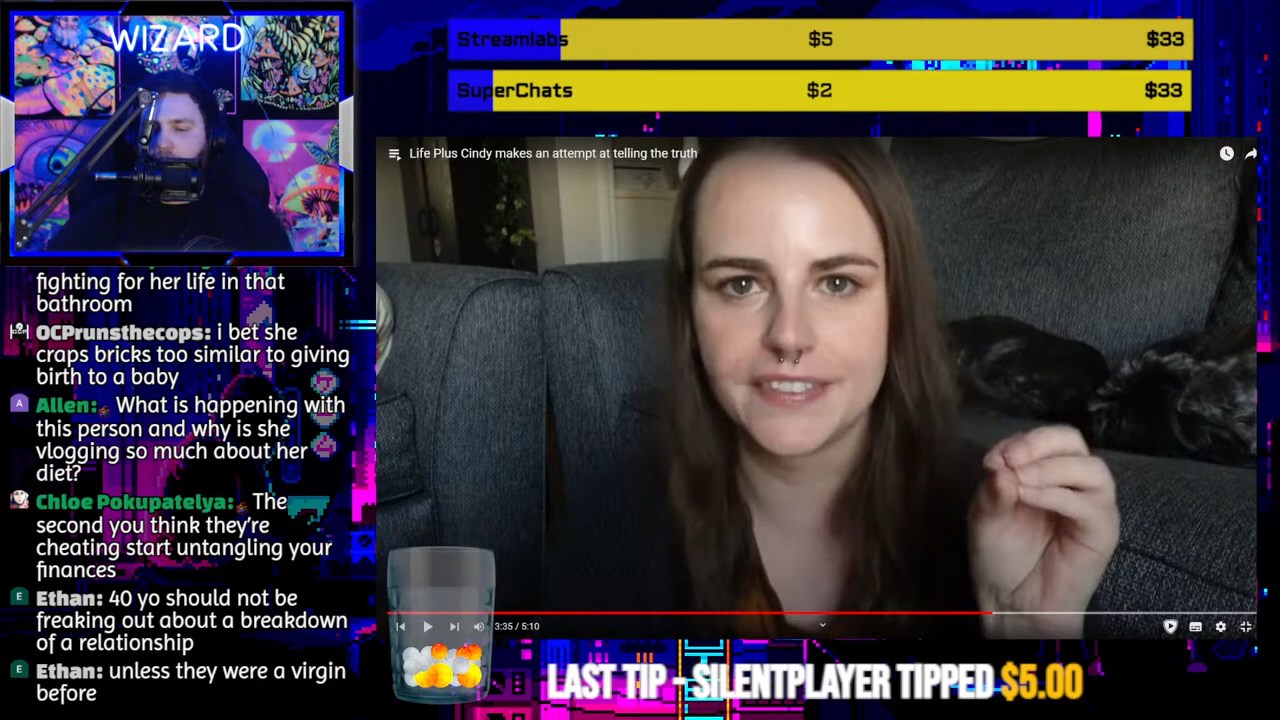 WIZARD
Streamlabs $5 $33
SuperChats $2 $33
Life Plus Cindy makes an attempt at telling the truth
fighting for her life in that
bathroom
OCPrunsthecops: i bet she
craps bricks too similar to giving
birth to a baby
A Allen: What is happening with
this person and why is she
vlogging so much about her
diet?
Chloe Pokupatelya: The
second you think they're
cheating start untangling your
finances
E Ethan: 40 yo should not be
freaking out about a breakdown
of a relationship
E Ethan: unless they were a virgin
before
3:35 / 5:10
LAST TIP - SILENTPLAYER TIPPED $5.00